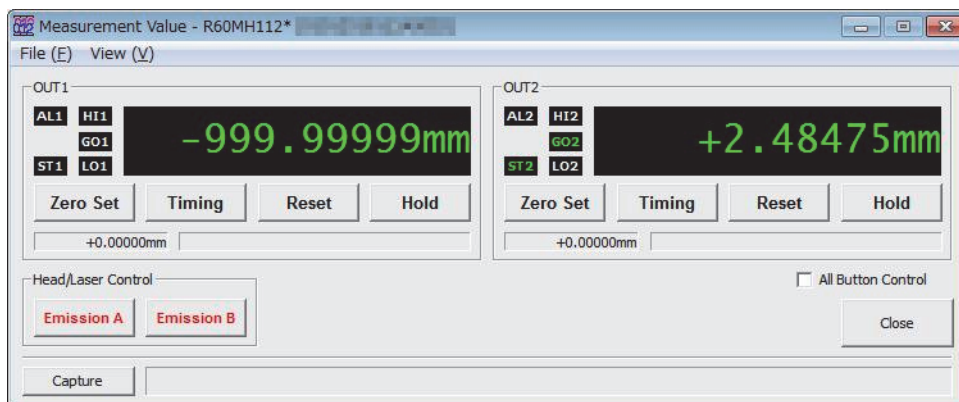 Measurement Value - R60MH112*
File (F) View (V)
OUT1
AL1 HI1
GO1
ST1 LO1
-999.99999mm
Zero Set Timing Reset Hold
+0.00000mm
OUT2
AL2 HI2
GO2
ST2 LO2
+2.48475mm
Zero Set Timing Reset Hold
+0.00000mm
Head/Laser Control
Emission A Emission B
All Button Control
Close
Capture